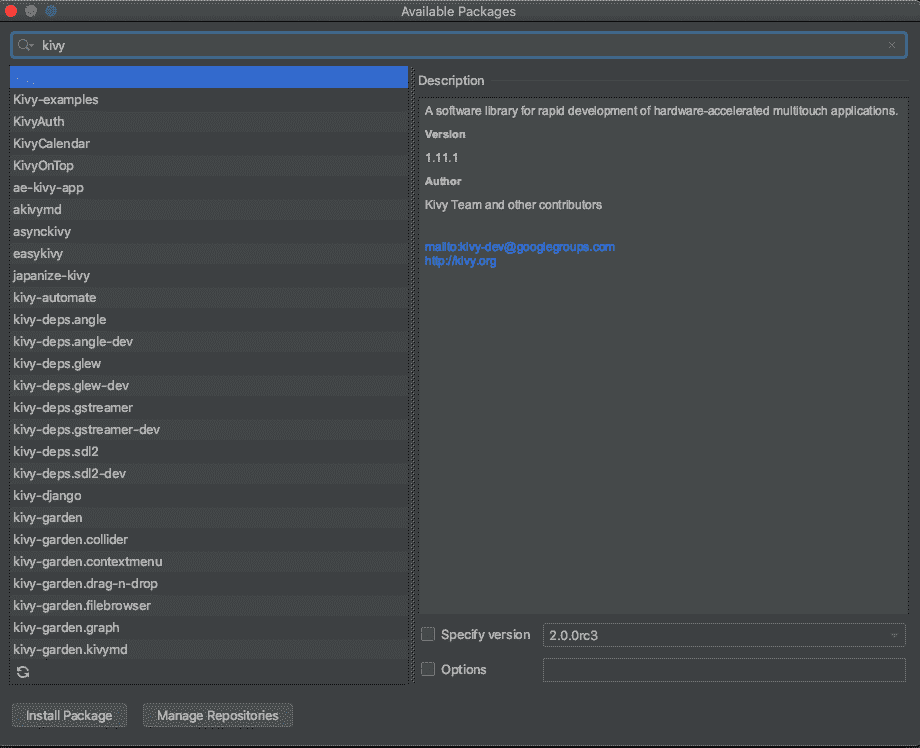 Available Packages
kivy
Description
Kivy-examples
KivyAuth
KivyCalendar
KivyOnTop
ae-kivy-app
akivymd
asynckivy
easykivy
japanize-kivy
kivy-automate
kivy-deps.angle
kivy-deps.angle-dev
kivy-deps.glew
kivy-deps.glew-dev
kivy-deps.gstreamer
kivy-deps.gstreamer-dev
kivy-deps.sdl2
kivy-deps.sdl2-dev
kivy-django
kivy-garden
kivy-garden.collider
kivy-garden.contextmenu
kivy-garden.drag-n-drop
kivy-garden.filebrowser
kivy-garden.graph
kivy-garden.kivymd
A software library for rapid development of hardware-accelerated multitouch applications.
Version
1.11.1
Author
Kivy Team and other contributors
mailto:kivy-dev@googlegroups.com
http://kivy.org
Specify version 2.0.0rc3
Options
Install Package Manage Repositories